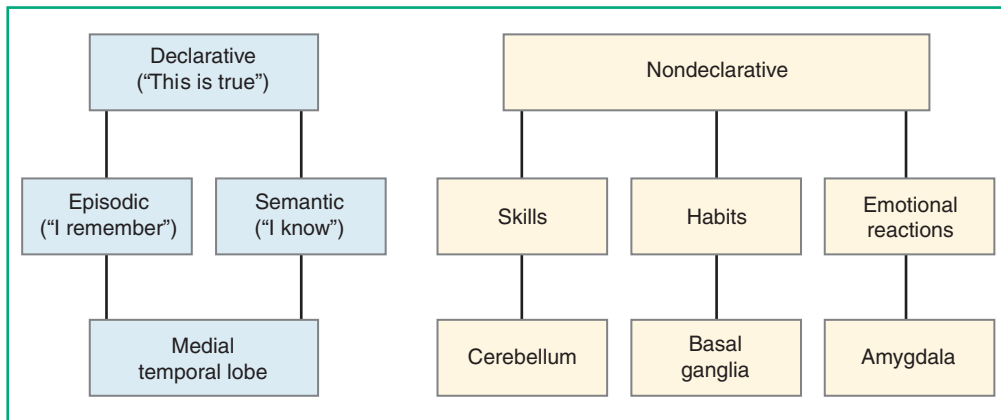 Declarative
(“This is true”)
Nondeclarative
Episodic
(“I remember”)
Semantic
(“I know”)
Skills
Habits
Emotional
reactions
Medial
temporal lobe
Cerebellum
Basal
ganglia
Amygdala